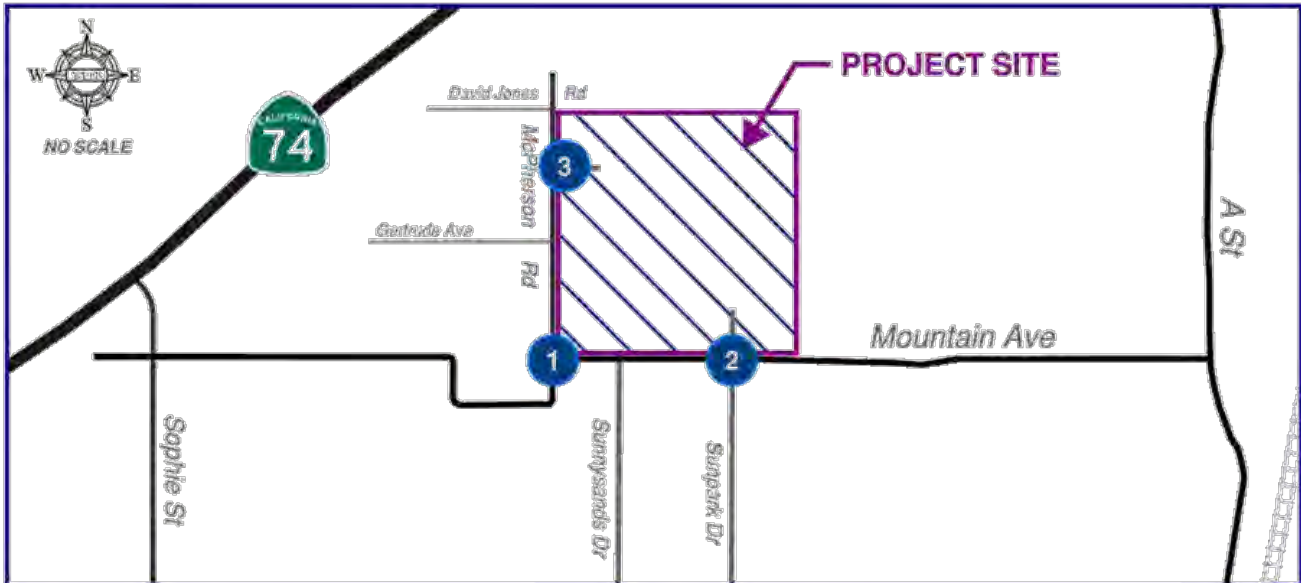 N
W E
S
NO SCALE
CALIFORNIA
74
PROJECT SITE
David Jones Rd
McPherson Rd
3
Gertrude Ave
A St
Mountain Ave
1
2
Sophie St
Sunnysands Dr
Sunpark Dr